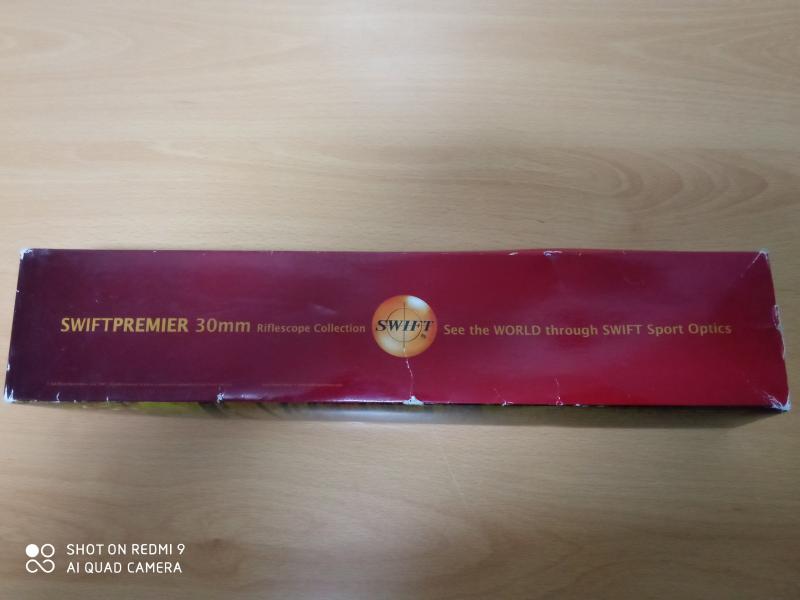 SWIFTPREMIER 30mm Riflescope Collection SWIFT ® See the WORLD through SWIFT Sport Optics
SHOT ON REDMI 9
AI QUAD CAMERA